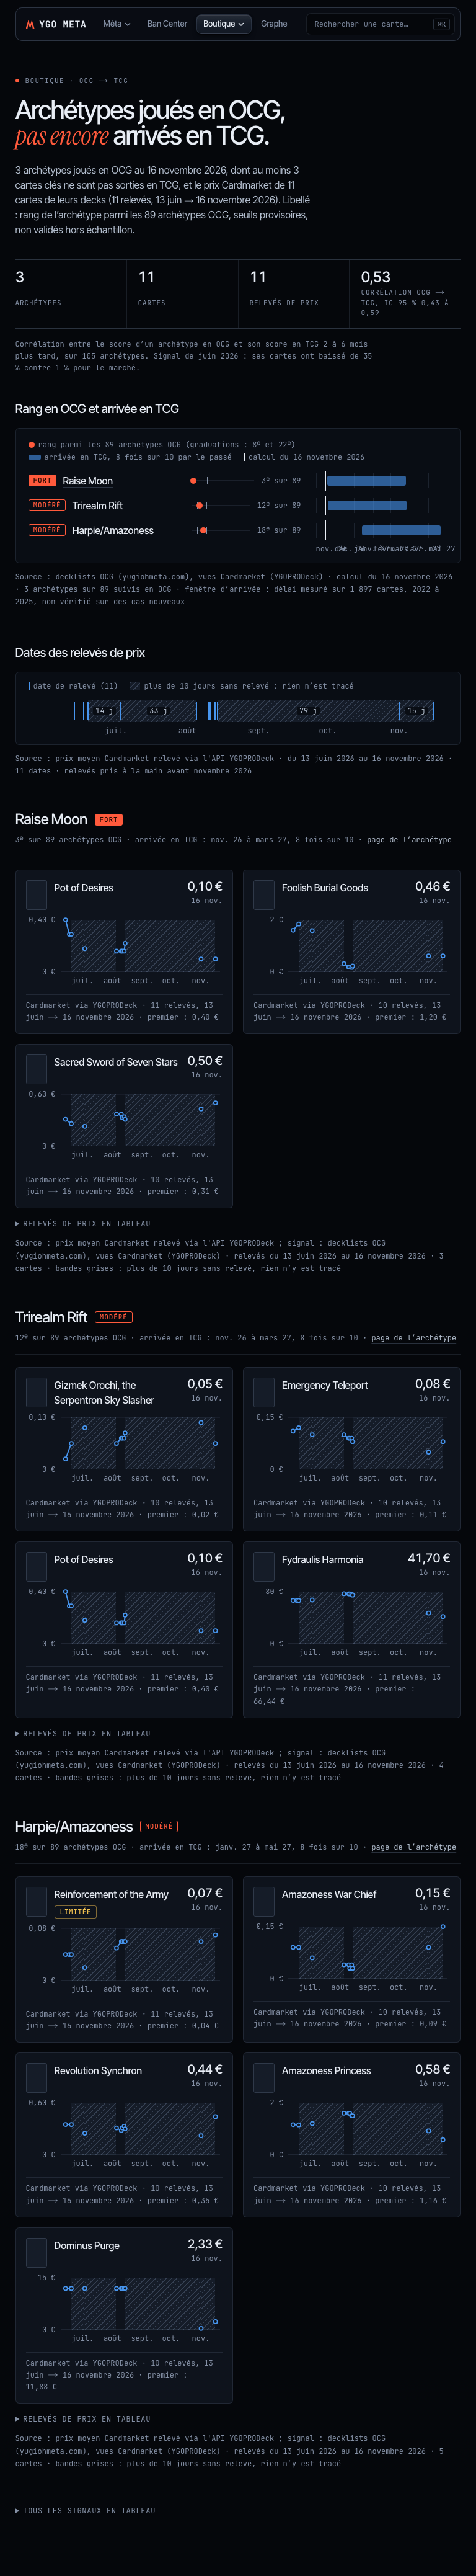 YGO META
Méta
Ban Center
Boutique
Graphe
Rechercher une carte…
⌘K
BOUTIQUE · OCG → TCG
Archétypes joués en OCG,
pas encore arrivés en TCG.
3 archétypes joués en OCG au 16 novembre 2026, dont au moins 3
cartes clés ne sont pas sorties en TCG, et le prix Cardmarket de 11
cartes de leurs decks (11 relevés, 13 juin → 16 novembre 2026). Libellé
: rang de l'archétype parmi les 89 archétypes OCG, seuils provisoires,
non validés hors échantillon.
3
ARCHÉTYPES
11
CARTES
11
RELEVÉS DE PRIX
0,53
CORRÉLATION OCG →
TCG, IC 95 % 0,43 À
0,59
Corrélation entre le score d'un archétype en OCG et son score en TCG 2 à 6 mois
plus tard, sur 105 archétypes. Signal de juin 2026 : ses cartes ont baissé de 35
% contre 1 % pour le marché.
Rang en OCG et arrivée en TCG
rang parmi les 89 archétypes OCG (graduations : 8e et 22e)
arrivée en TCG, 8 fois sur 10 par le passé
calcul du 16 novembre 2026
FORT Raise Moon 3e sur 89
MODÉRÉ Trirealm Rift 12e sur 89
MODÉRÉ Harpie/Amazoness 18e sur 89
Source : decklists OCG (yugiohmeta.com), vues Cardmarket (YGOPRODeck) · calcul du 16 novembre 2026
· 3 archétypes sur 89 suivis en OCG · fenêtre d'arrivée : délai mesuré sur 1 897 cartes, 2022 à
2025, non vérifié sur des cas nouveaux
Dates des relevés de prix
date de relevé (11)
plus de 10 jours sans relevé : rien n'est tracé
14 j
33 j
79 j
15 j
juil.
août
sept.
oct.
nov.
Source : prix moyen Cardmarket relevé via l'API YGOPRODeck · du 13 juin 2026 au 16 novembre 2026 ·
11 dates · relevés pris à la main avant novembre 2026
Raise Moon FORT
3e sur 89 archétypes OCG · arrivée en TCG : nov. 26 à mars 27, 8 fois sur 10 · page de l'archétype
Pot of Desires
0,10 €
16 nov.
0,40 €
0 €
juil. août sept. oct. nov.
Cardmarket via YGOPRODeck · 11 relevés, 13
juin → 16 novembre 2026 · premier : 0,40 €
Foolish Burial Goods
0,46 €
16 nov.
2 €
0 €
juil. août sept. oct. nov.
Cardmarket via YGOPRODeck · 10 relevés, 13
juin → 16 novembre 2026 · premier : 1,20 €
Sacred Sword of Seven Stars
0,50 €
16 nov.
0,60 €
0 €
juil. août sept. oct. nov.
Cardmarket via YGOPRODeck · 10 relevés, 13
juin → 16 novembre 2026 · premier : 0,31 €
RELEVÉS DE PRIX EN TABLEAU
Source : prix moyen Cardmarket relevé via l'API YGOPRODeck ; signal : decklists OCG
(yugiohmeta.com), vues Cardmarket (YGOPRODeck) · relevés du 13 juin 2026 au 16 novembre 2026 · 3
cartes · bandes grises : plus de 10 jours sans relevé, rien n'y est tracé
Trirealm Rift MODÉRÉ
12e sur 89 archétypes OCG · arrivée en TCG : nov. 26 à mars 27, 8 fois sur 10 · page de l'archétype
Gizmek Orochi, the
Serpentron Sky Slasher
0,05 €
16 nov.
0,10 €
0 €
juil. août sept. oct. nov.
Cardmarket via YGOPRODeck · 10 relevés, 13
juin → 16 novembre 2026 · premier : 0,02 €
Emergency Teleport
0,08 €
16 nov.
0,15 €
0 €
juil. août sept. oct. nov.
Cardmarket via YGOPRODeck · 10 relevés, 13
juin → 16 novembre 2026 · premier : 0,11 €
Pot of Desires
0,10 €
16 nov.
0,40 €
0 €
juil. août sept. oct. nov.
Cardmarket via YGOPRODeck · 11 relevés, 13
juin → 16 novembre 2026 · premier : 0,40 €
Fydraulis Harmonia
41,70 €
16 nov.
80 €
0 €
juil. août sept. oct. nov.
Cardmarket via YGOPRODeck · 11 relevés, 13
juin → 16 novembre 2026 · premier :
66,44 €
RELEVÉS DE PRIX EN TABLEAU
Source : prix moyen Cardmarket relevé via l'API YGOPRODeck ; signal : decklists OCG
(yugiohmeta.com), vues Cardmarket (YGOPRODeck) · relevés du 13 juin 2026 au 16 novembre 2026 · 4
cartes · bandes grises : plus de 10 jours sans relevé, rien n'y est tracé
Harpie/Amazoness MODÉRÉ
18e sur 89 archétypes OCG · arrivée en TCG : janv. 27 à mai 27, 8 fois sur 10 · page de l'archétype
Reinforcement of the Army
LIMITÉE
0,07 €
16 nov.
0,08 €
0 €
juil. août sept. oct. nov.
Cardmarket via YGOPRODeck · 11 relevés, 13
juin → 16 novembre 2026 · premier : 0,04 €
Amazoness War Chief
0,15 €
16 nov.
0,15 €
0 €
juil. août sept. oct. nov.
Cardmarket via YGOPRODeck · 10 relevés, 13
juin → 16 novembre 2026 · premier : 0,09 €
Revolution Synchron
0,44 €
16 nov.
0,60 €
0 €
juil. août sept. oct. nov.
Cardmarket via YGOPRODeck · 10 relevés, 13
juin → 16 novembre 2026 · premier : 0,35 €
Amazoness Princess
0,58 €
16 nov.
2 €
0 €
juil. août sept. oct. nov.
Cardmarket via YGOPRODeck · 10 relevés, 13
juin → 16 novembre 2026 · premier : 1,16 €
Dominus Purge
2,33 €
16 nov.
15 €
0 €
juil. août sept. oct. nov.
Cardmarket via YGOPRODeck · 10 relevés, 13
juin → 16 novembre 2026 · premier :
11,88 €
RELEVÉS DE PRIX EN TABLEAU
Source : prix moyen Cardmarket relevé via l'API YGOPRODeck ; signal : decklists OCG
(yugiohmeta.com), vues Cardmarket (YGOPRODeck) · relevés du 13 juin 2026 au 16 novembre 2026 · 5
cartes · bandes grises : plus de 10 jours sans relevé, rien n'y est tracé
TOUS LES SIGNAUX EN TABLEAU